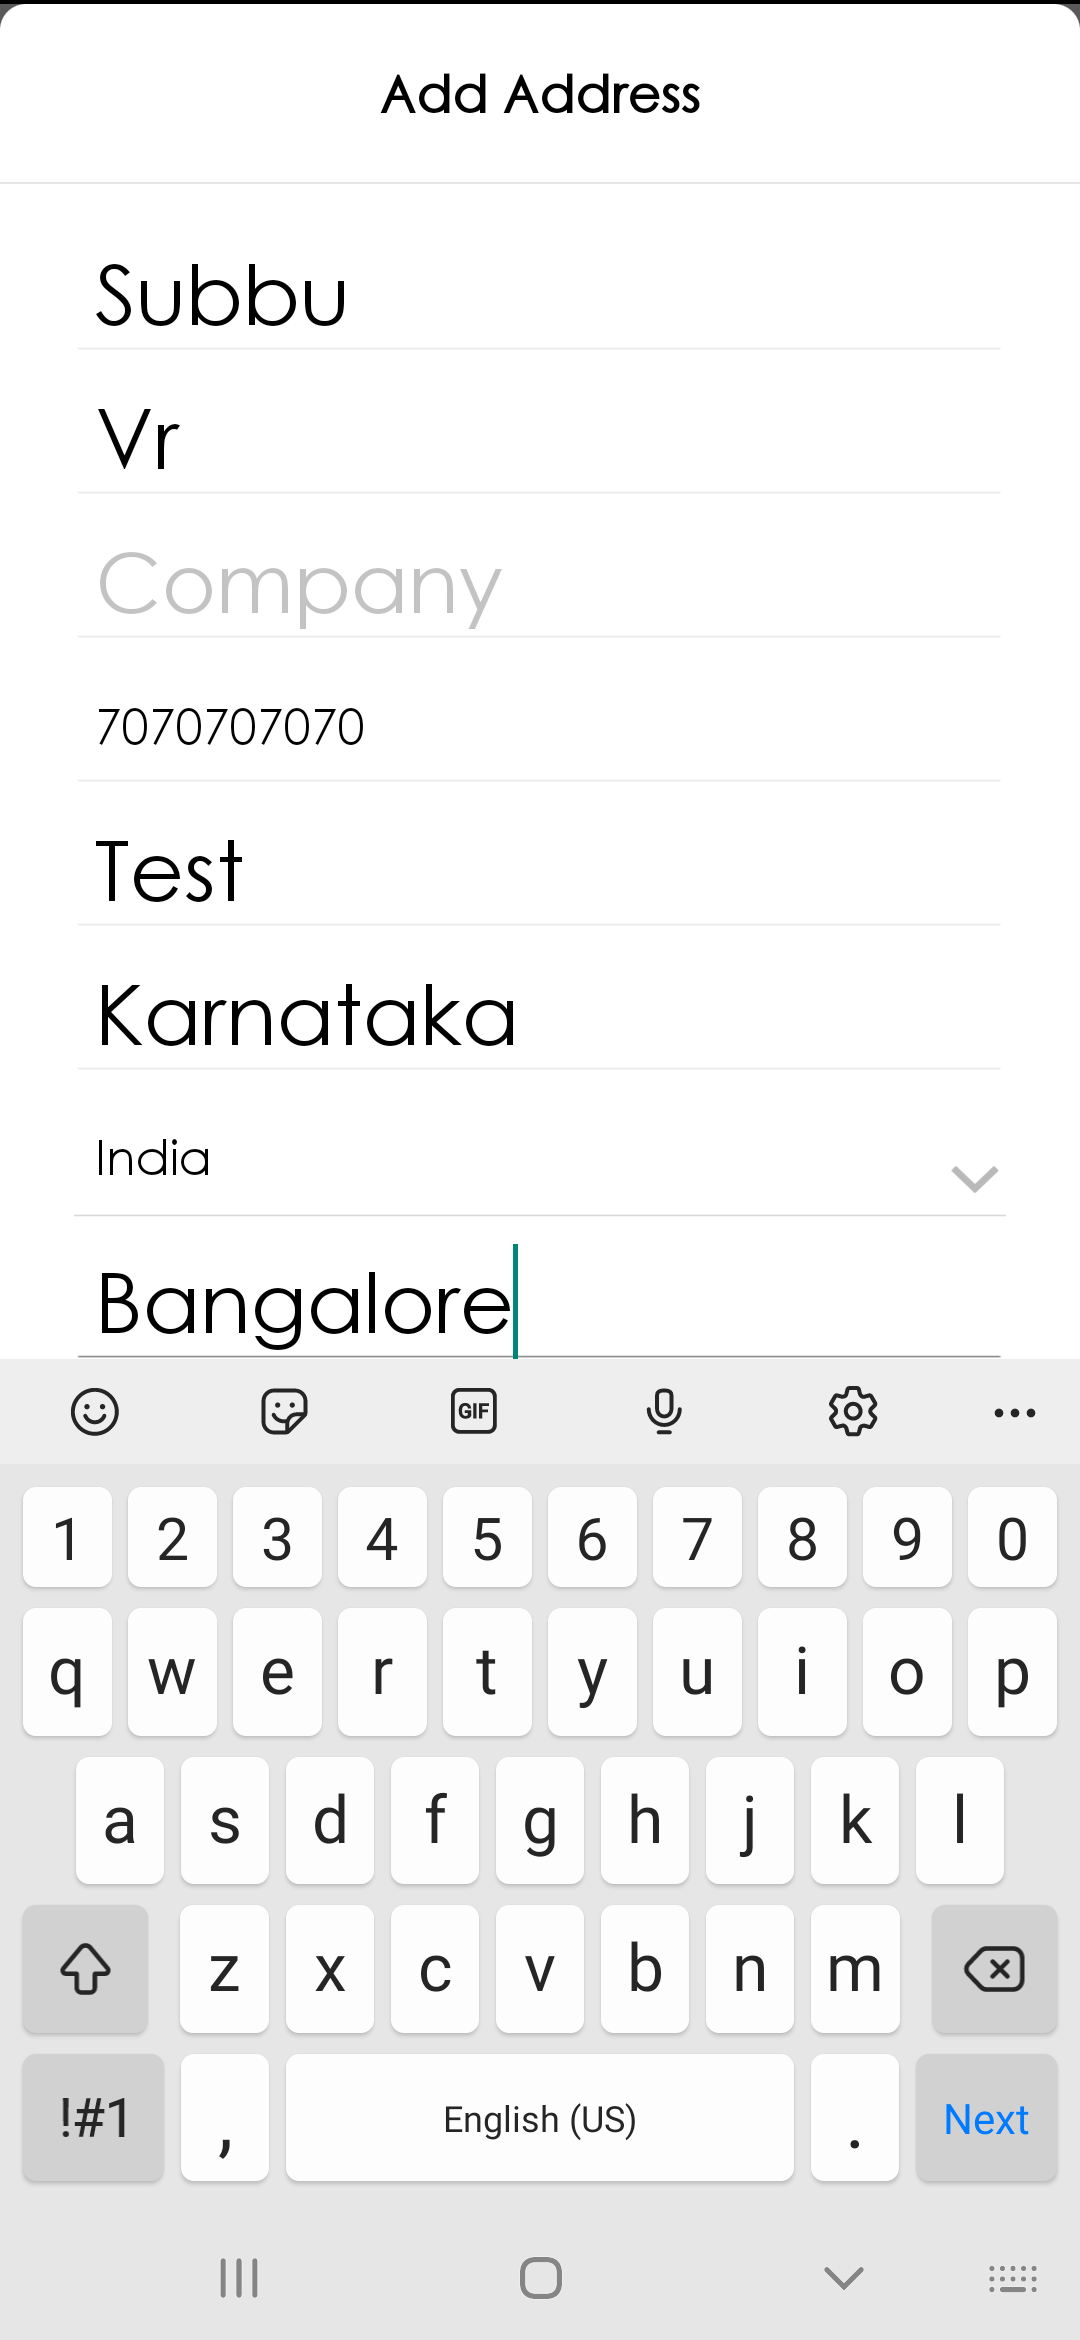 Add Address
Subbu
Vr
Company
7070707070
Test
Karnataka
India
Bangalore
GIF
1 2 3 4 5 6 7 8 9 0
q w e r t y u i o p
a s d f g h j k l
z x c v b n m
!#1 , English (US) . Next